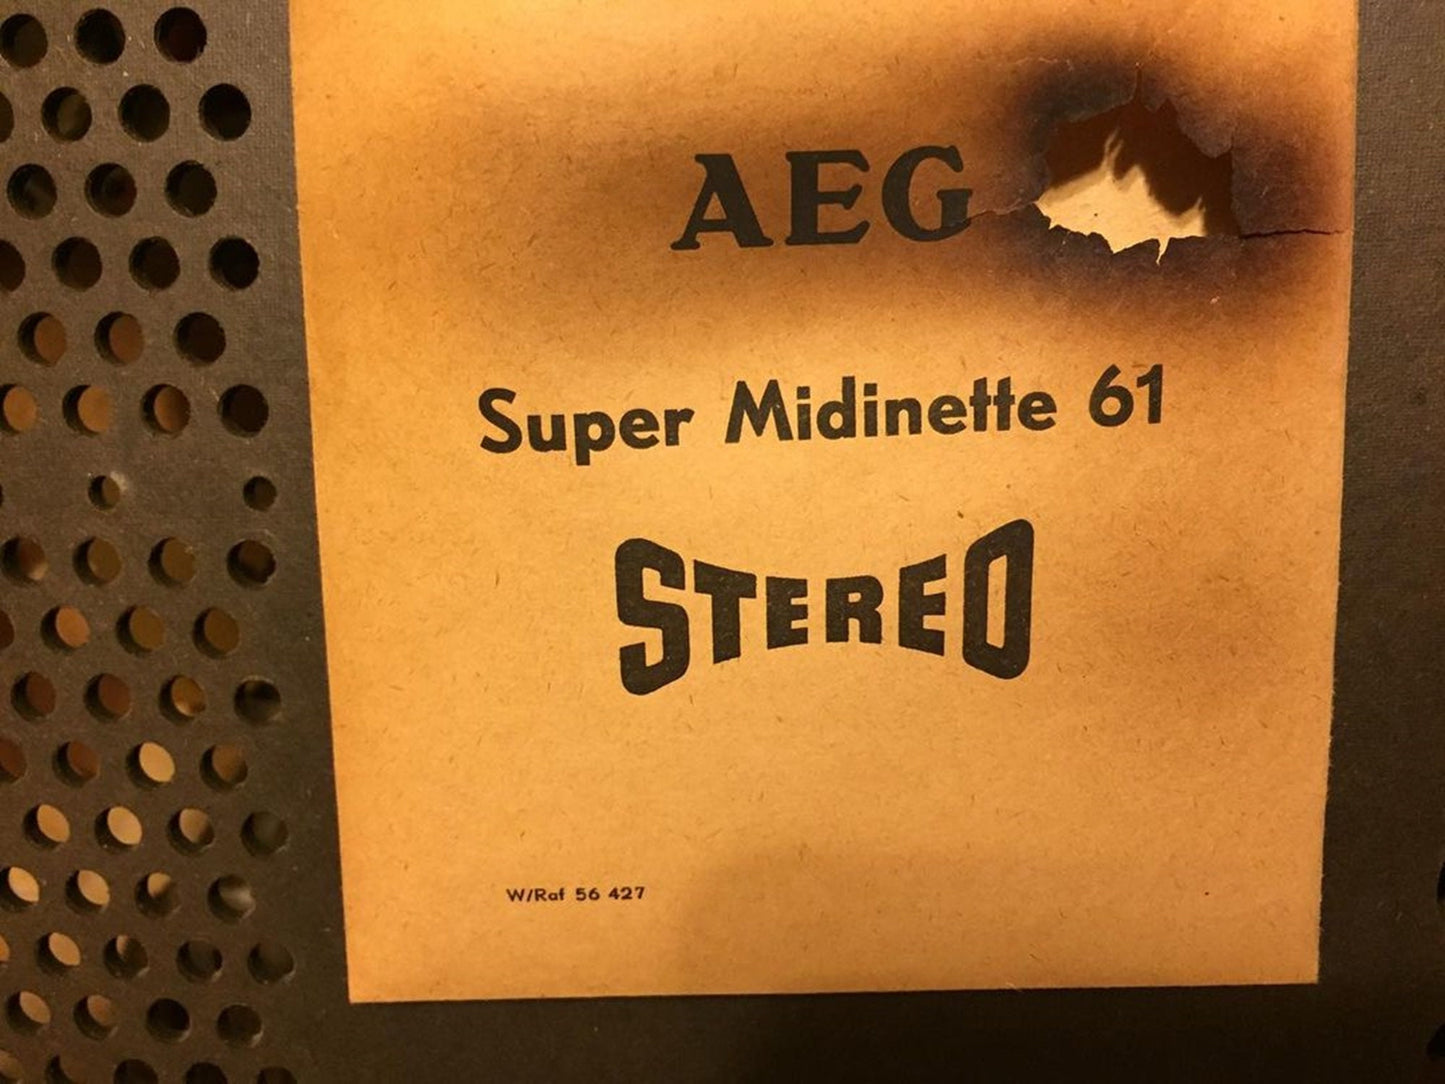 AEG
Super Midinette 61
STEREO
W/Raf 56 427